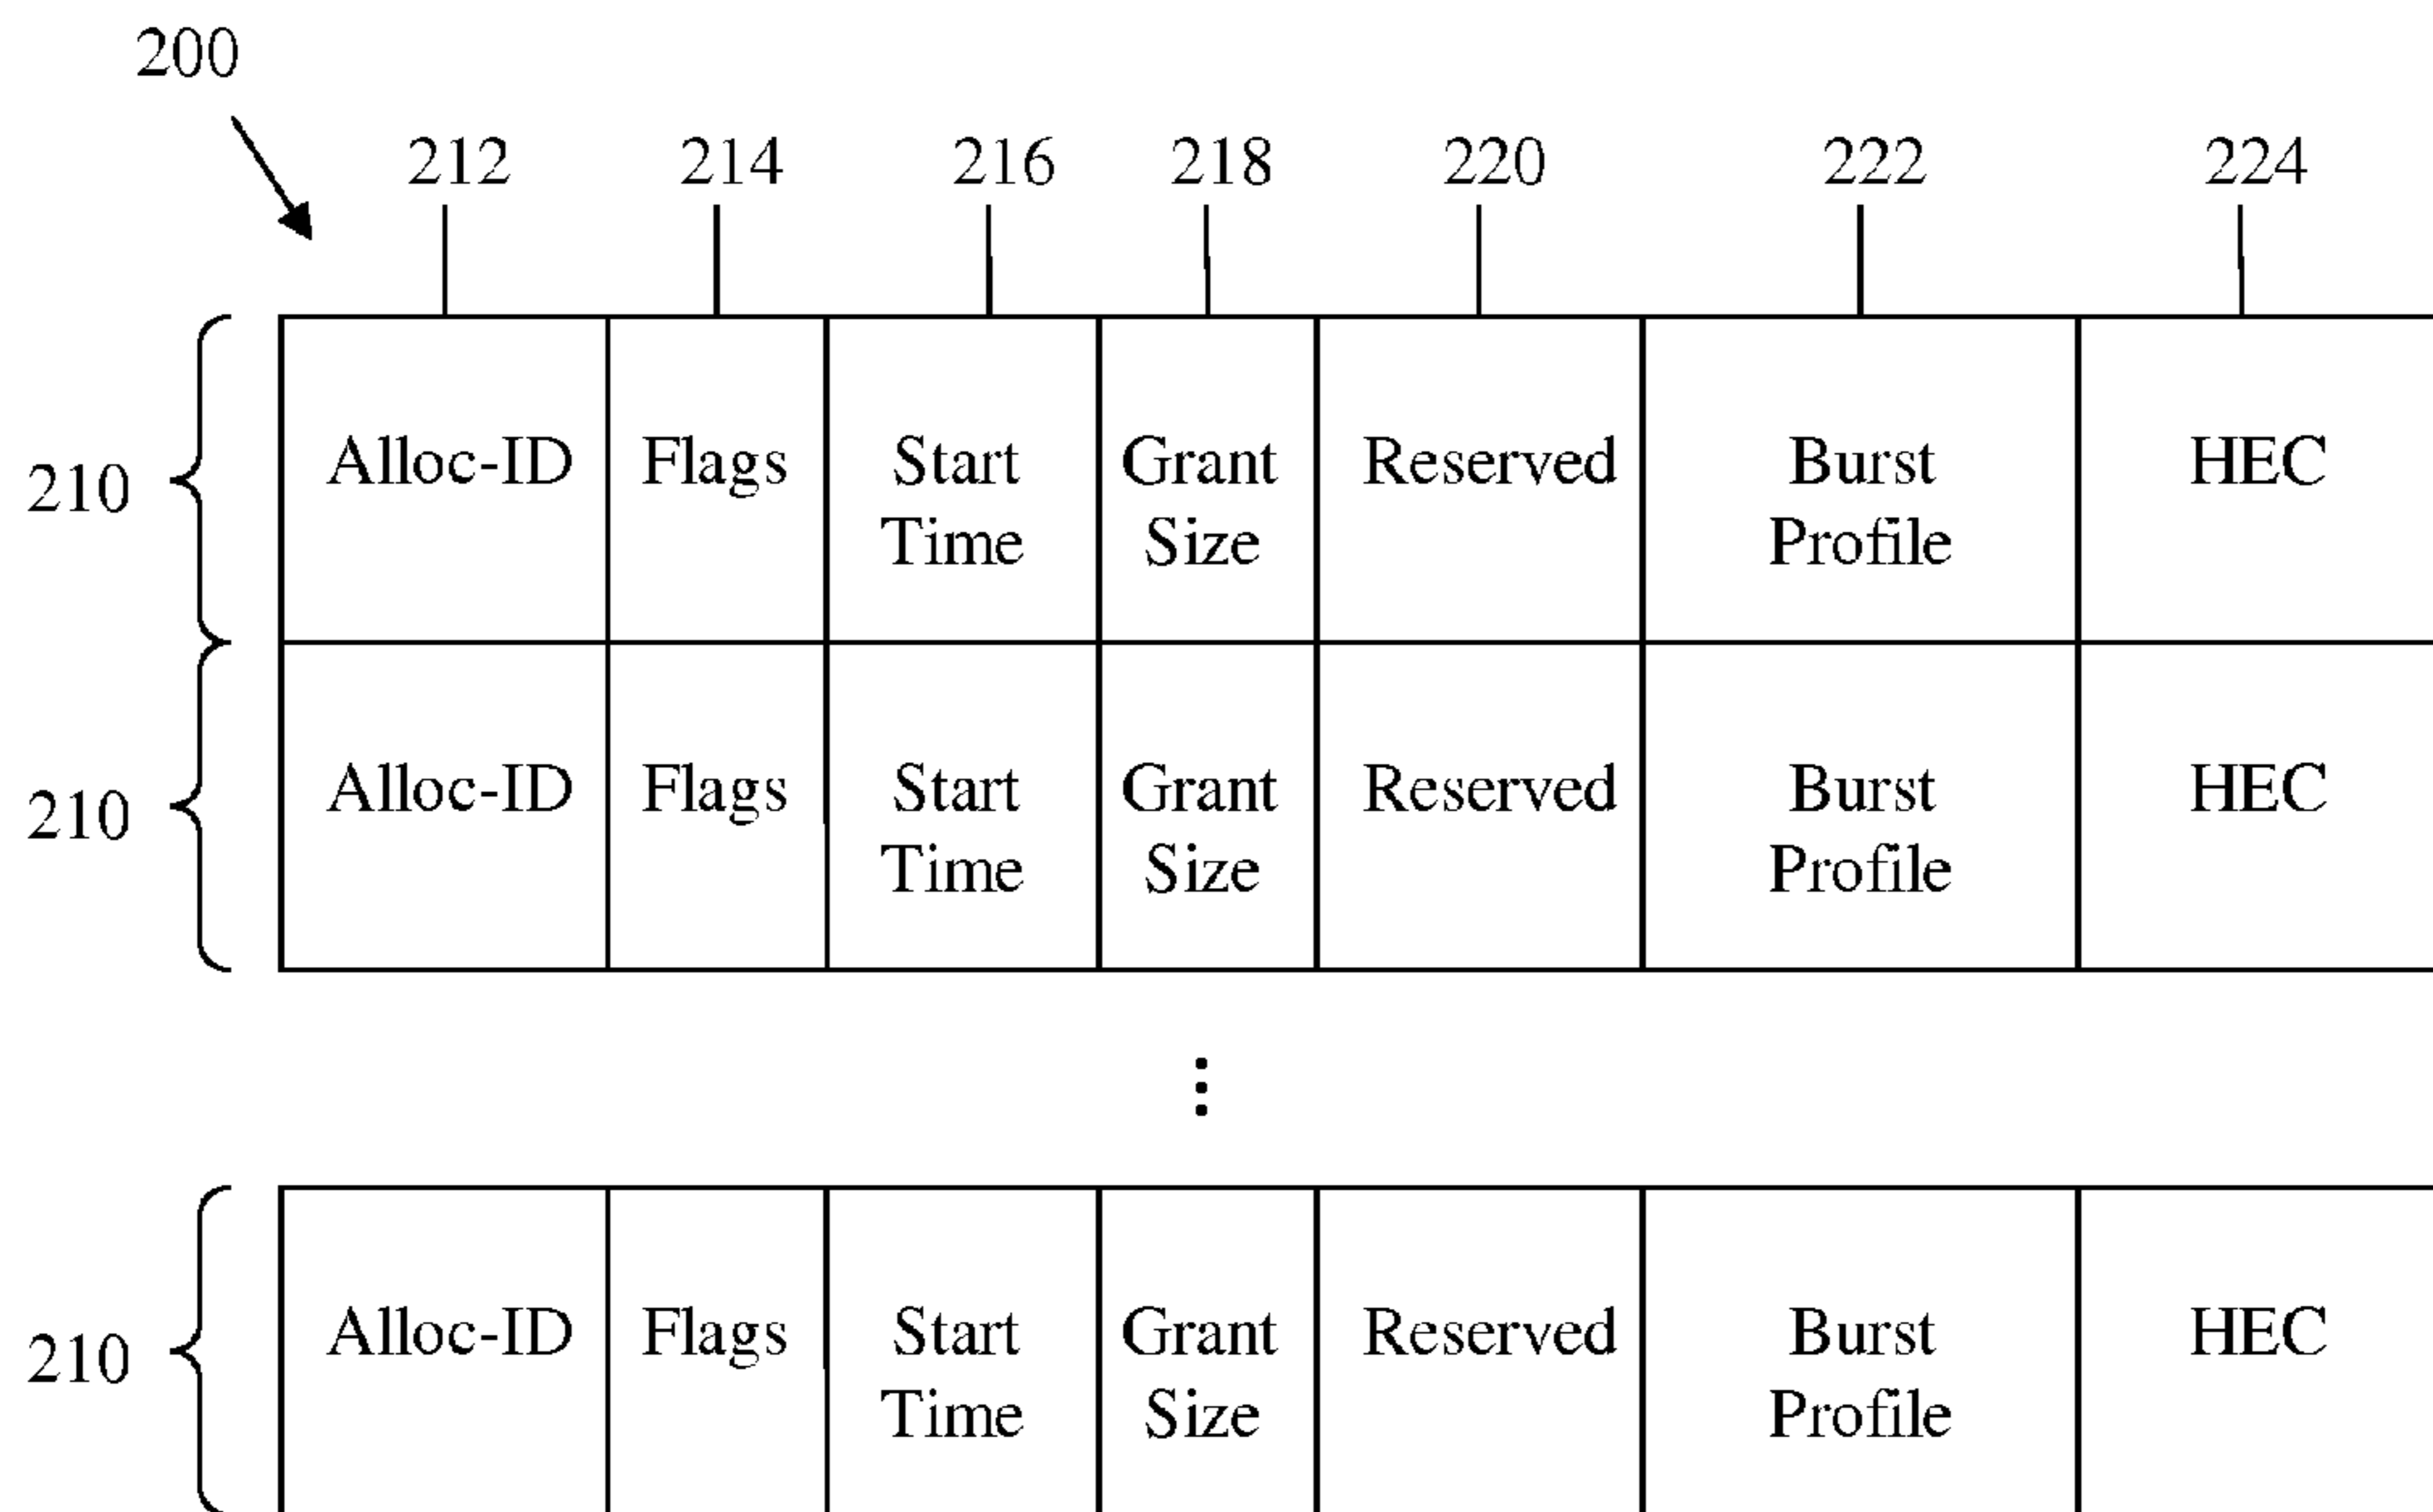 200
212 214 216 218 220 222 224
210 Alloc-ID Flags Start Grant Reserved Burst HEC
Time Size Profile
210 Alloc-ID Flags Start Grant Reserved Burst HEC
Time Size Profile
210 Alloc-ID Flags Start Grant Reserved Burst HEC
Time Size Profile